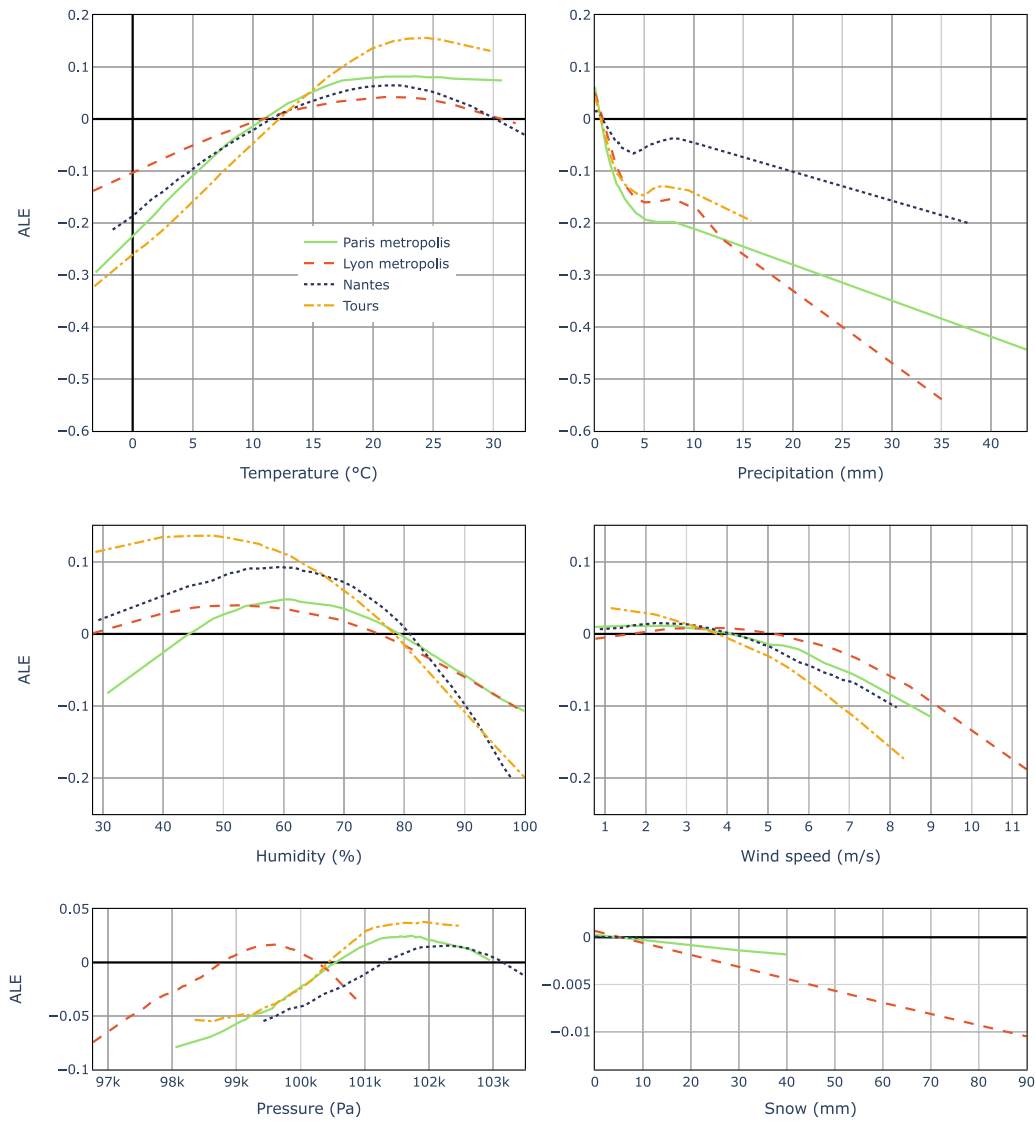 0.2
0.1
0
−0.1
−0.2
−0.3
−0.4
−0.5
−0.6
ALE
Paris metropolis
Lyon metropolis
Nantes
Tours
0 5 10 15 20 25 30
Temperature (°C)
0.2
0.1
0
−0.1
−0.2
−0.3
−0.4
−0.5
−0.6
0 5 10 15 20 25 30 35 40
Precipitation (mm)
0.1
0
−0.1
−0.2
ALE
30 40 50 60 70 80 90 100
Humidity (%)
0.1
0
−0.1
−0.2
1 2 3 4 5 6 7 8 9 10 11
Wind speed (m/s)
0.05
0
−0.05
−0.1
ALE
97k 98k 99k 100k 101k 102k 103k
Pressure (Pa)
0
−0.005
−0.01
0 10 20 30 40 50 60 70 80 90
Snow (mm)